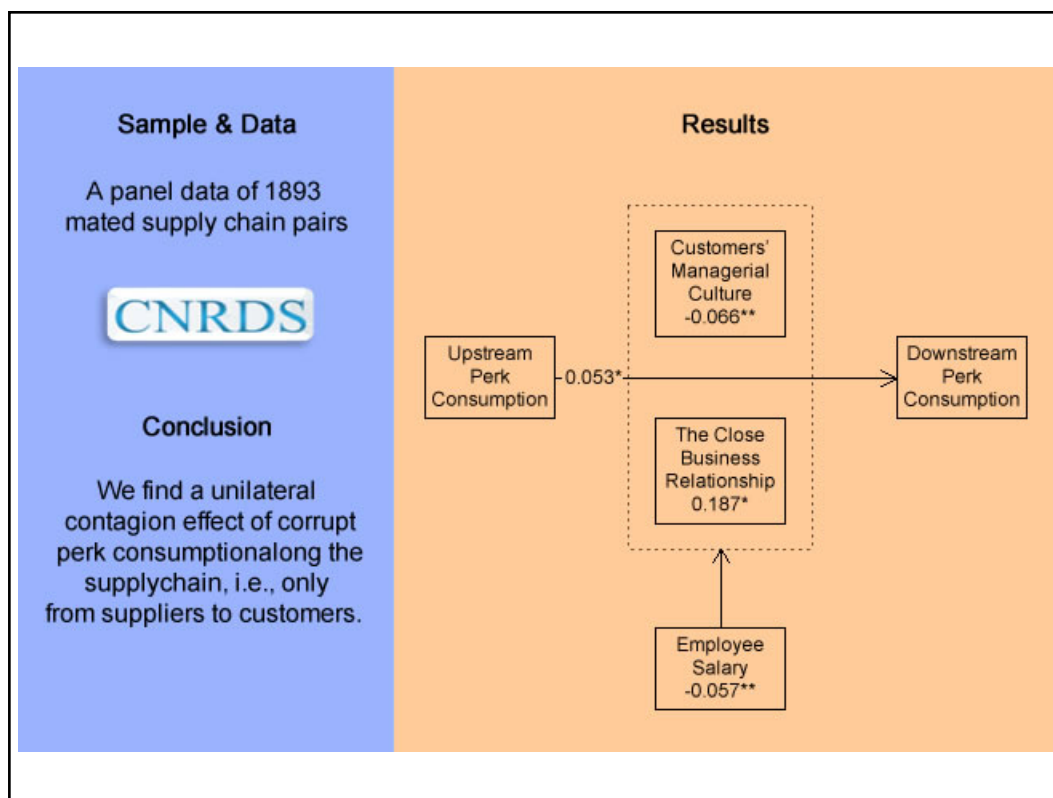 Sample & Data
A panel data of 1893
mated supply chain pairs
CNRDS
Conclusion
We find a unilateral
contagion effect of corrupt
perk consumptionalong the
supplychain, i.e., only
from suppliers to customers.
Results
Customers'
Managerial
Culture
-0.066**
Upstream
Perk
Consumption
0.053*
Downstream
Perk
Consumption
The Close
Business
Relationship
0.187*
Employee
Salary
-0.057**